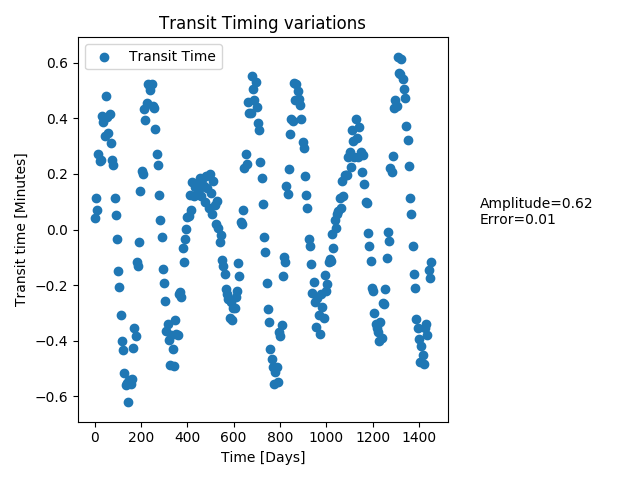 Transit Timing variations
Transit Time
Transit time [Minutes]
0.6
0.4
0.2
0.0
−0.2
−0.4
−0.6
0
200
400
600
800
1000
1200
1400
Time [Days]
Amplitude=0.62
Error=0.01